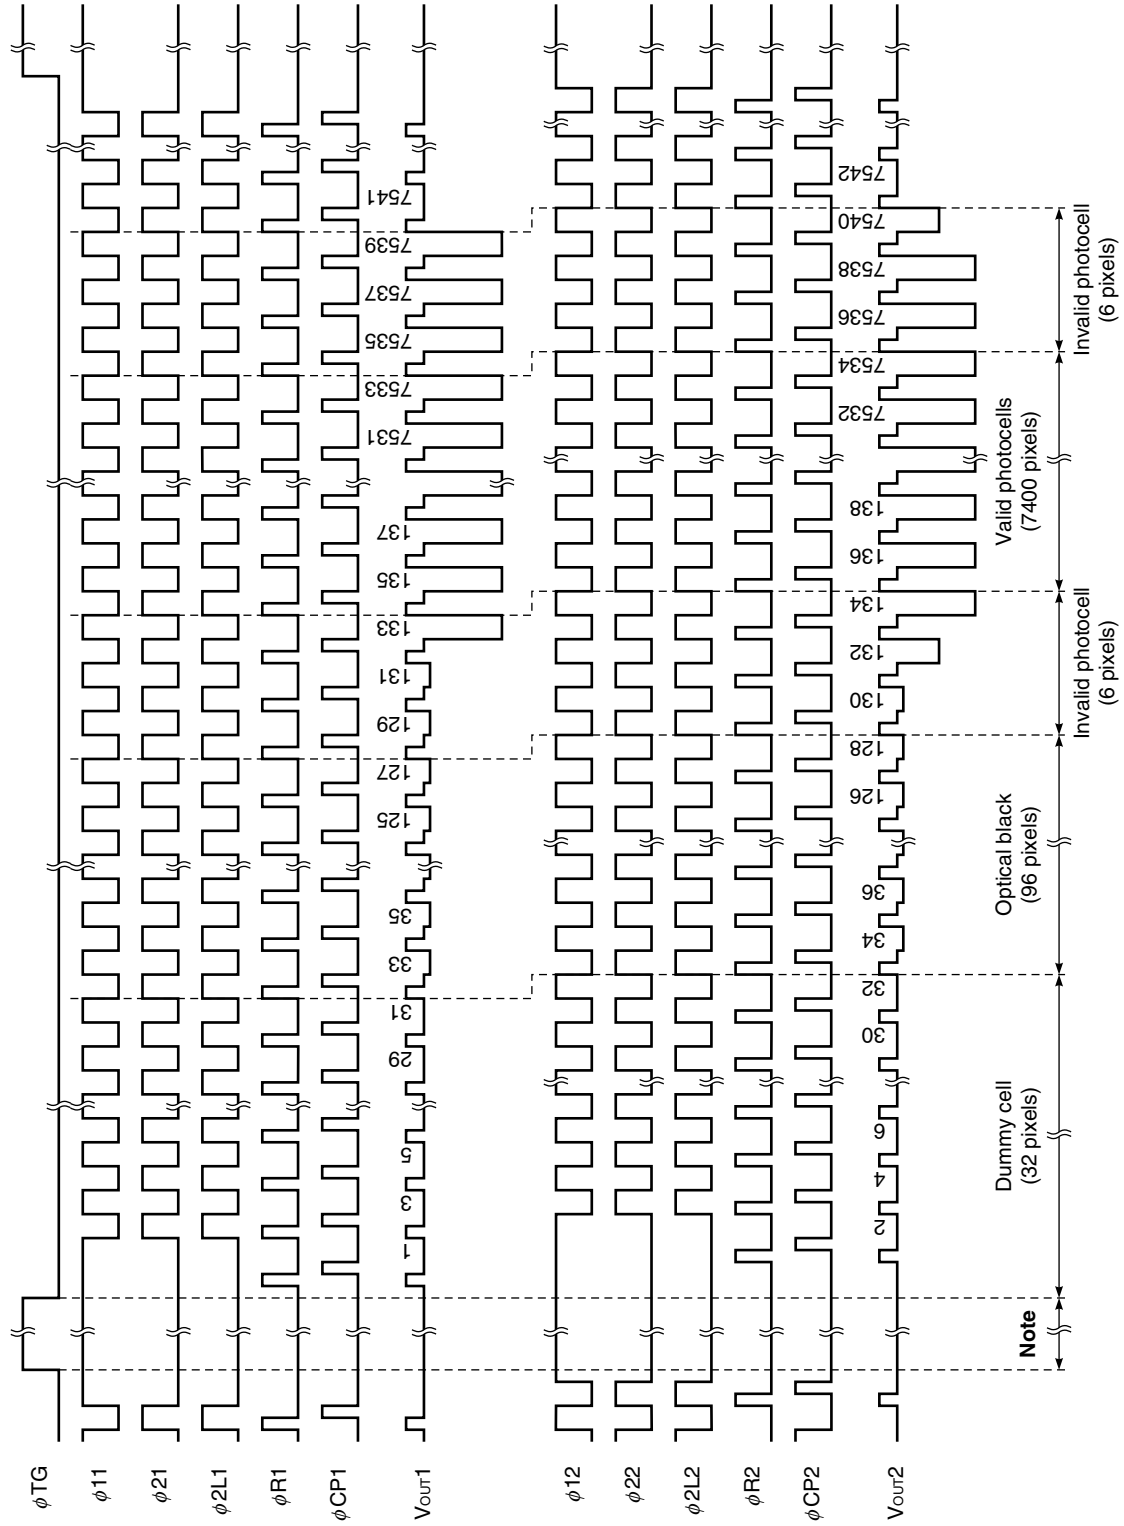 φTG
φ11
φ21
φ2L1
φR1
φCP1
VOUT1
1 3 5 29 31 33 35 125 127 129 131 133 135 137 7531 7533 7535 7537 7539 7541
φ12
φ22
φ2L2
φR2
φCP2
VOUT2
2 4 6 30 32 34 36 126 128 130 132 134 136 138 7532 7534 7536 7538 7540 7542
Note
Dummy cell
(32 pixels)
Optical black
(96 pixels)
Invalid photocell
(6 pixels)
Valid photocells
(7400 pixels)
Invalid photocell
(6 pixels)